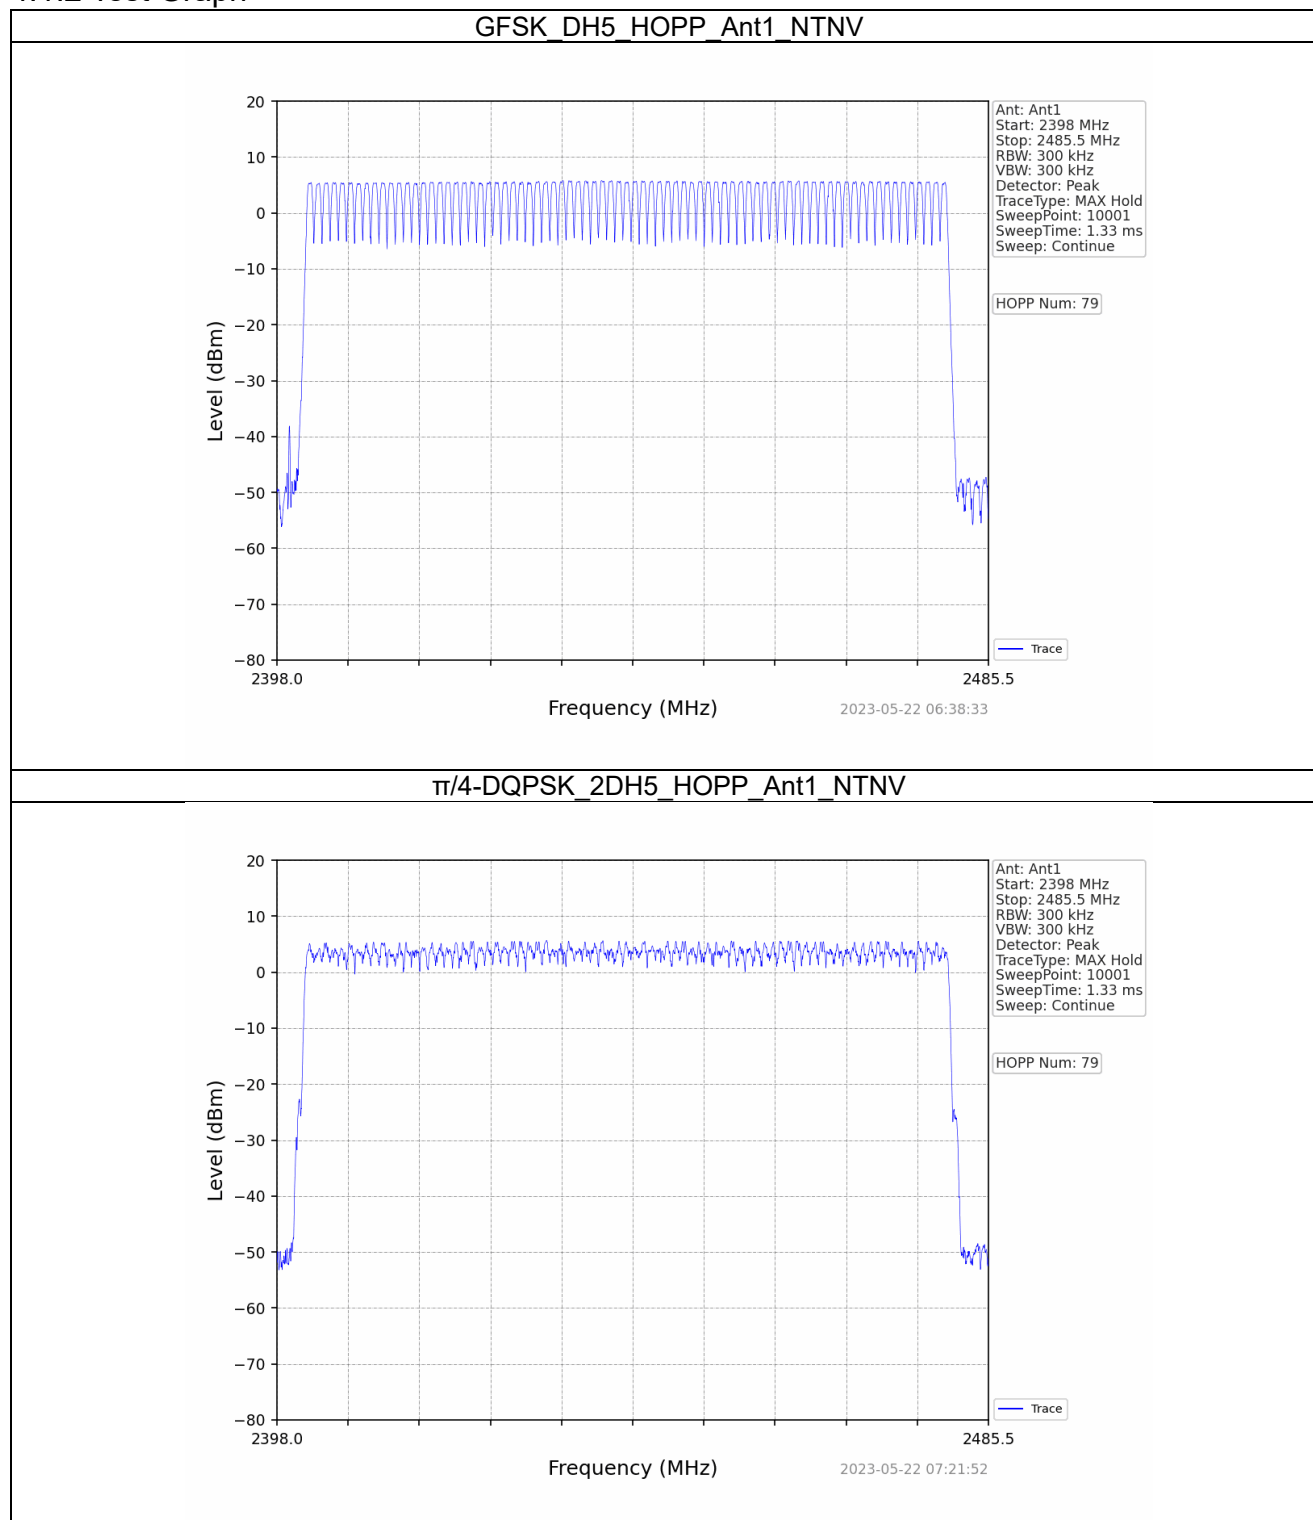 GFSK_DH5_HOPP_Ant1_NTNV
20
10
0
−10
−20
−30
−40
−50
−60
−70
−80
Level (dBm)
2398.0
2485.5
Frequency (MHz)
2023-05-22 06:38:33
Ant: Ant1
Start: 2398 MHz
Stop: 2485.5 MHz
RBW: 300 kHz
VBW: 300 kHz
Detector: Peak
TraceType: MAX Hold
SweepPoint: 10001
SweepTime: 1.33 ms
Sweep: Continue
HOPP Num: 79
Trace
π/4-DQPSK_2DH5_HOPP_Ant1_NTNV
20
10
0
−10
−20
−30
−40
−50
−60
−70
−80
Level (dBm)
2398.0
2485.5
Frequency (MHz)
2023-05-22 07:21:52
Ant: Ant1
Start: 2398 MHz
Stop: 2485.5 MHz
RBW: 300 kHz
VBW: 300 kHz
Detector: Peak
TraceType: MAX Hold
SweepPoint: 10001
SweepTime: 1.33 ms
Sweep: Continue
HOPP Num: 79
Trace